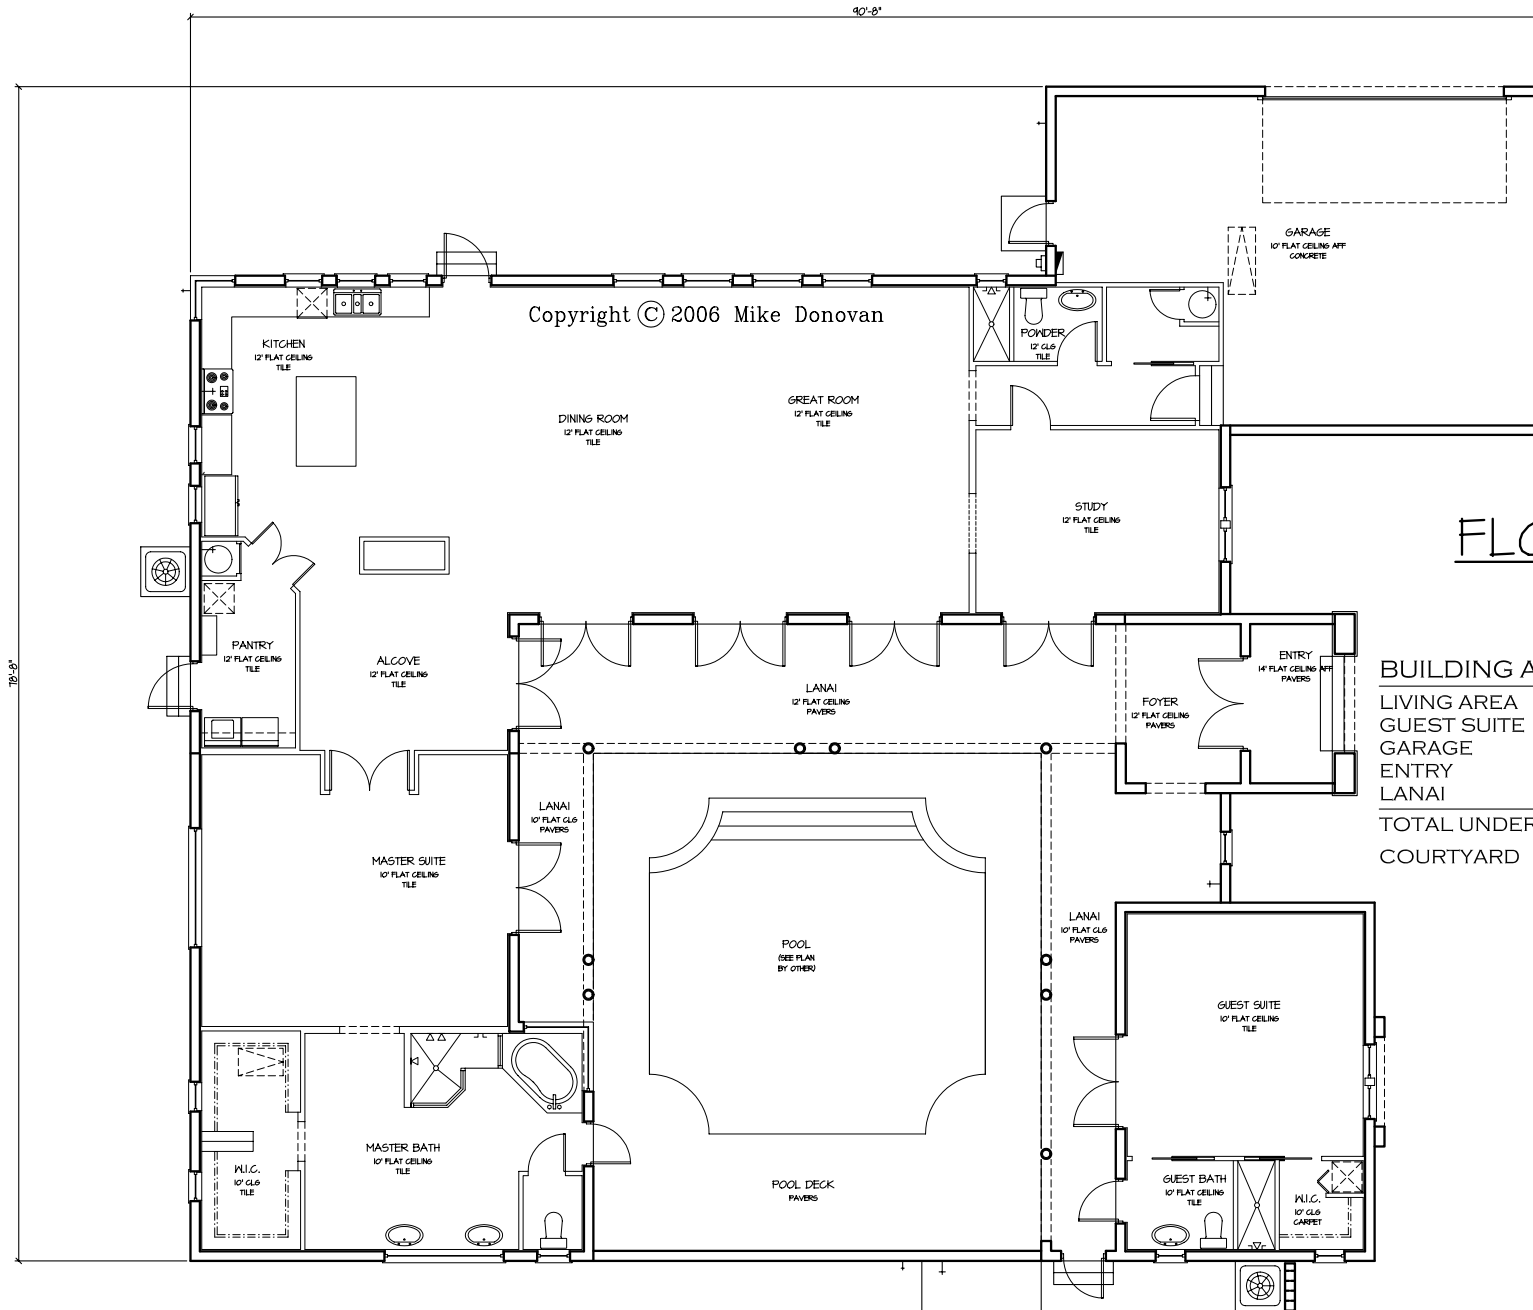 90'-8"
78'-8"
GARAGE
10' FLAT CEILING AFF
CONCRETE
Copyright © 2006 Mike Donovan
POWDER
12' CLG
TILE
KITCHEN
12' FLAT CEILING
TILE
DINING ROOM
12' FLAT CEILING
TILE
GREAT ROOM
12' FLAT CEILING
TILE
STUDY
12' FLAT CEILING
TILE
FLO
PANTRY
12' FLAT CEILING
TILE
ALCOVE
12' FLAT CEILING
TILE
LANAI
12' FLAT CEILING
PAVERS
FOYER
12' FLAT CEILING
PAVERS
ENTRY
14' FLAT CEILING AFF
PAVERS
BUILDING A
LIVING AREA
GUEST SUITE
GARAGE
ENTRY
LANAI
TOTAL UNDER
COURTYARD
LANAI
10' FLAT CLG
PAVERS
MASTER SUITE
10' FLAT CEILING
TILE
POOL
(SEE PLAN
BY OTHER)
LANAI
10' FLAT CLG
PAVERS
GUEST SUITE
10' FLAT CEILING
TILE
W.I.C.
10' CLG
TILE
MASTER BATH
10' FLAT CEILING
TILE
POOL DECK
PAVERS
GUEST BATH
10' FLAT CEILING
TILE
W.I.C.
10' CLG
CARPET